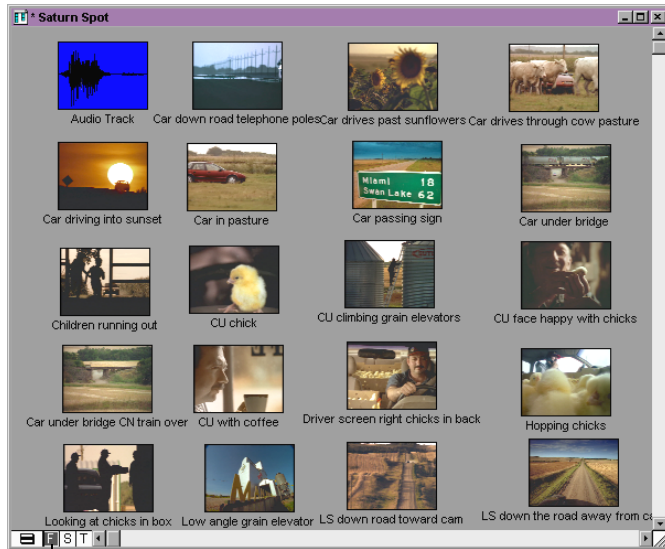 * Saturn Spot
Audio Track
Car down road telephone poles
Car drives past sunflowers
Car drives through cow pasture
Miami 18
Swan Lake 62
Car driving into sunset
Car in pasture
Car passing sign
Car under bridge
Children running out
CU chick
CU climbing grain elevators
CU face happy with chicks
Car under bridge CN train over
CU with coffee
Driver screen right chicks in back
Hopping chicks
Looking at chicks in box
Low angle grain elevator
LS down road toward cam
LS down the road away from ca
F S T